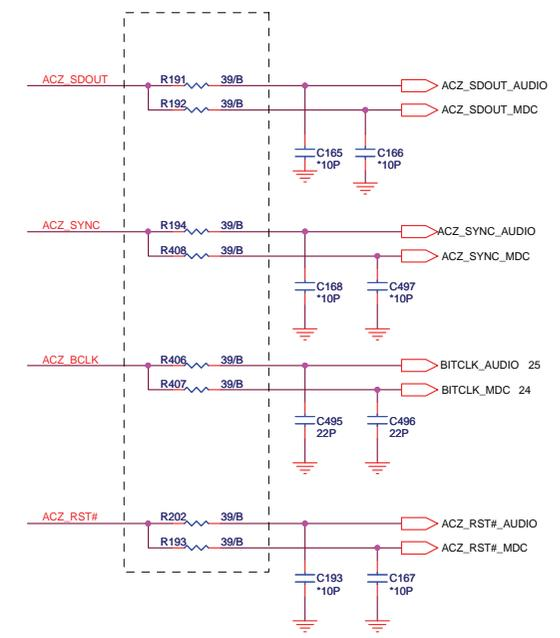 ACZ_SDOUT R191 39/B ACZ_SDOUT_AUDIO
R192 39/B ACZ_SDOUT_MDC
C165 C166
*10P *10P
ACZ_SYNC R194 39/B ACZ_SYNC_AUDIO
R408 39/B ACZ_SYNC_MDC
C168 C497
*10P *10P
ACZ_BCLK R406 39/B BITCLK_AUDIO 25
R407 39/B BITCLK_MDC 24
C495 C496
22P 22P
ACZ_RST# R202 39/B ACZ_RST#_AUDIO
R193 39/B ACZ_RST#_MDC
C193 C167
*10P *10P